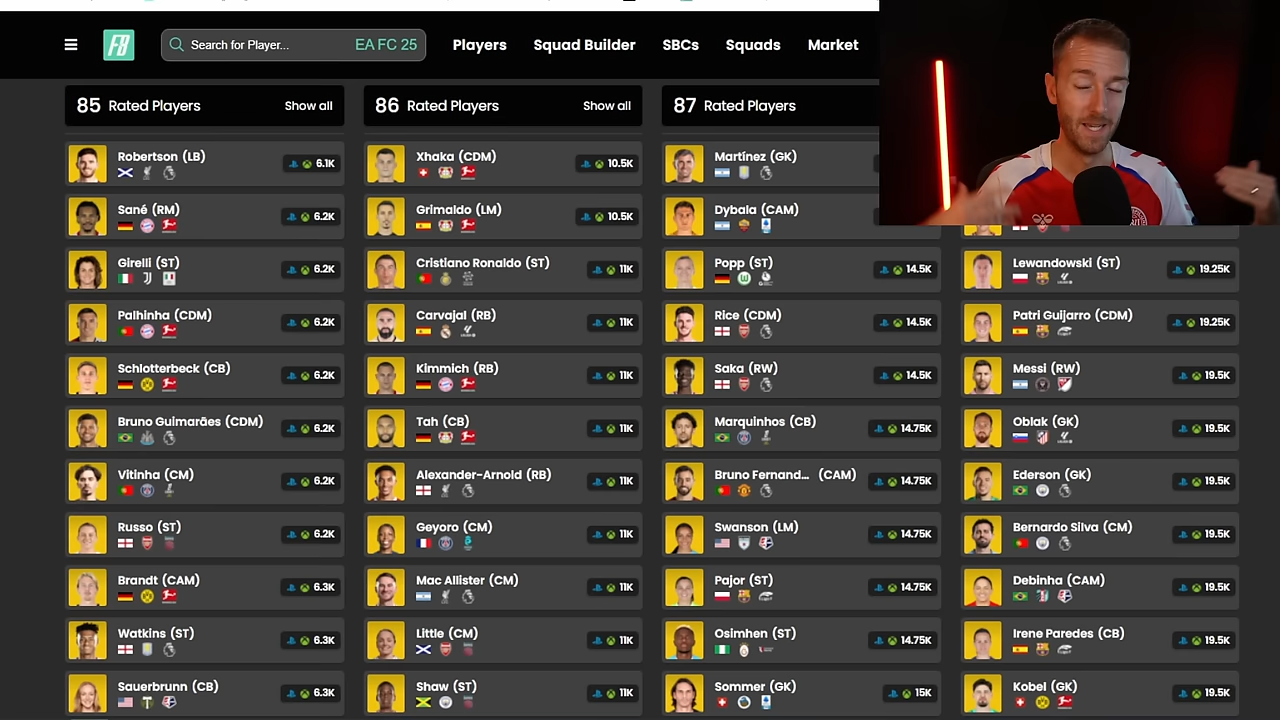 FB
Search for Player...
EA FC 25
Players
Squad Builder
SBCs
Squads
Market
85 Rated Players
Show all
Robertson (LB)
6.1K
Sané (RM)
6.2K
Girelli (ST)
6.2K
Palhinha (CDM)
6.2K
Schlotterbeck (CB)
6.2K
Bruno Guimarães (CDM)
6.2K
Vitinha (CM)
6.2K
Russo (ST)
6.2K
Brandt (CAM)
6.3K
Watkins (ST)
6.3K
Sauerbrunn (CB)
6.3K
86 Rated Players
Show all
Xhaka (CDM)
10.5K
Grimaldo (LM)
10.5K
Cristiano Ronaldo (ST)
11K
Carvajal (RB)
11K
Kimmich (RB)
11K
Tah (CB)
11K
Alexander-Arnold (RB)
11K
Geyoro (CM)
11K
Mac Allister (CM)
11K
Little (CM)
11K
Shaw (ST)
11K
87 Rated Players
Martínez (GK)
Dybala (CAM)
Popp (ST)
14.5K
Rice (CDM)
14.5K
Saka (RW)
14.5K
Marquinhos (CB)
14.75K
Bruno Fernand... (CAM)
14.75K
Swanson (LM)
14.75K
Pajor (ST)
14.75K
Osimhen (ST)
14.75K
Sommer (GK)
15K
Lewandowski (ST)
19.25K
Patri Guijarro (CDM)
19.25K
Messi (RW)
19.5K
Oblak (GK)
19.5K
Ederson (GK)
19.5K
Bernardo Silva (CM)
19.5K
Debinha (CAM)
19.5K
Irene Paredes (CB)
19.5K
Kobel (GK)
19.5K